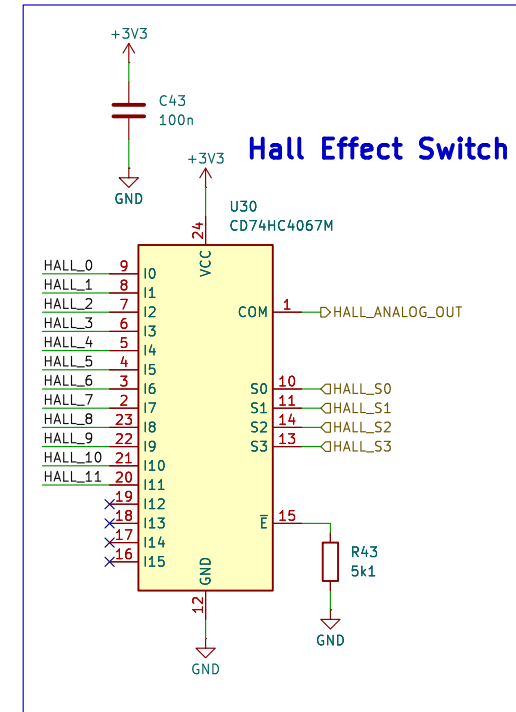 +3V3
C43
100n
GND
Hall Effect Switch
+3V3
U30
CD74HC4067M
24
VCC
HALL_0 9 I0
HALL_1 8 I1
HALL_2 7 I2
COM 1 HALL_ANALOG_OUT
HALL_3 6 I3
HALL_4 5 I4
HALL_5 4 I5
HALL_6 3 I6
S0 10 HALL_S0
HALL_7 2 I7
S1 11 HALL_S1
HALL_8 23 I8
S2 14 HALL_S2
HALL_9 22 I9
S3 13 HALL_S3
HALL_10 21 I10
HALL_11 20 I11
19 I12
18 I13
E 15
17 I14
16 I15
R43
5k1
GND
12
GND
GND